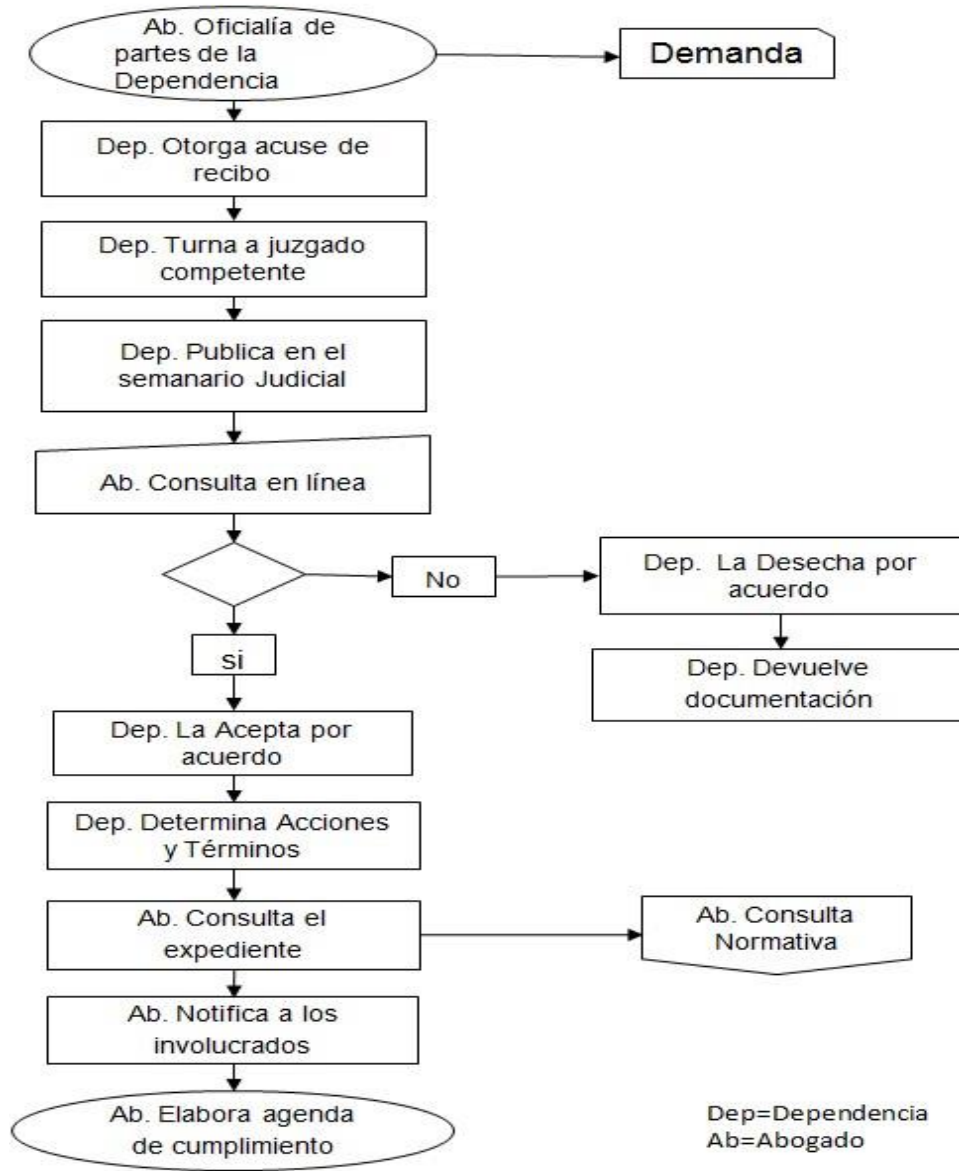 Ab. Oficialía de
partes de la
Dependencia
Demanda
Dep. Otorga acuse de
recibo
Dep. Turna a juzgado
competente
Dep. Publica en el
semanario Judicial
Ab. Consulta en línea
No
Dep. La Desecha por
acuerdo
Dep. Devuelve
documentación
si
Dep. La Acepta por
acuerdo
Dep. Determina Acciones
y Términos
Ab. Consulta el
expediente
Ab. Consulta
Normativa
Ab. Notifica a los
involucrados
Ab. Elabora agenda
de cumplimiento
Dep=Dependencia
Ab=Abogado